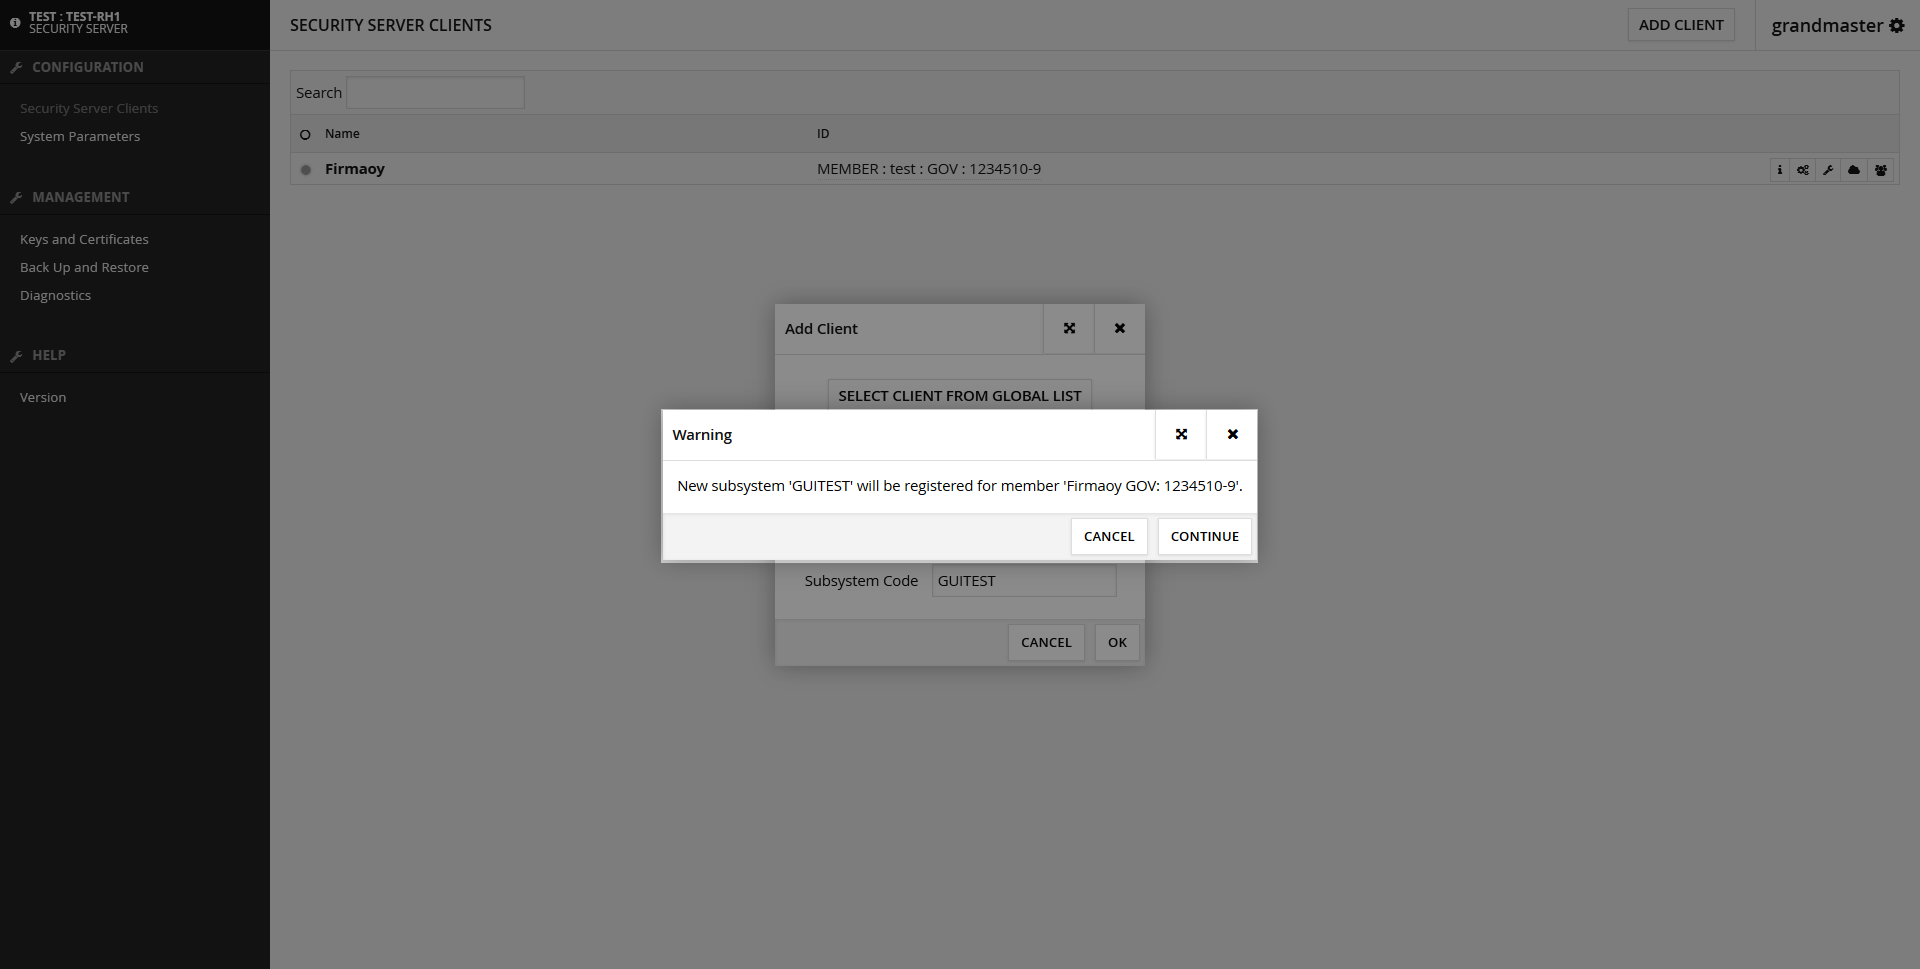 TEST : TEST-RH1
SECURITY SERVER
CONFIGURATION
Security Server Clients
System Parameters
MANAGEMENT
Keys and Certificates
Back Up and Restore
Diagnostics
HELP
Version
SECURITY SERVER CLIENTS
ADD CLIENT
grandmaster
Search
Name ID
Firmaoy MEMBER : test : GOV : 1234510-9
Add Client
SELECT CLIENT FROM GLOBAL LIST
Warning
New subsystem 'GUITEST' will be registered for member 'Firmaoy GOV: 1234510-9'.
CANCEL CONTINUE
Subsystem Code GUITEST
CANCEL OK